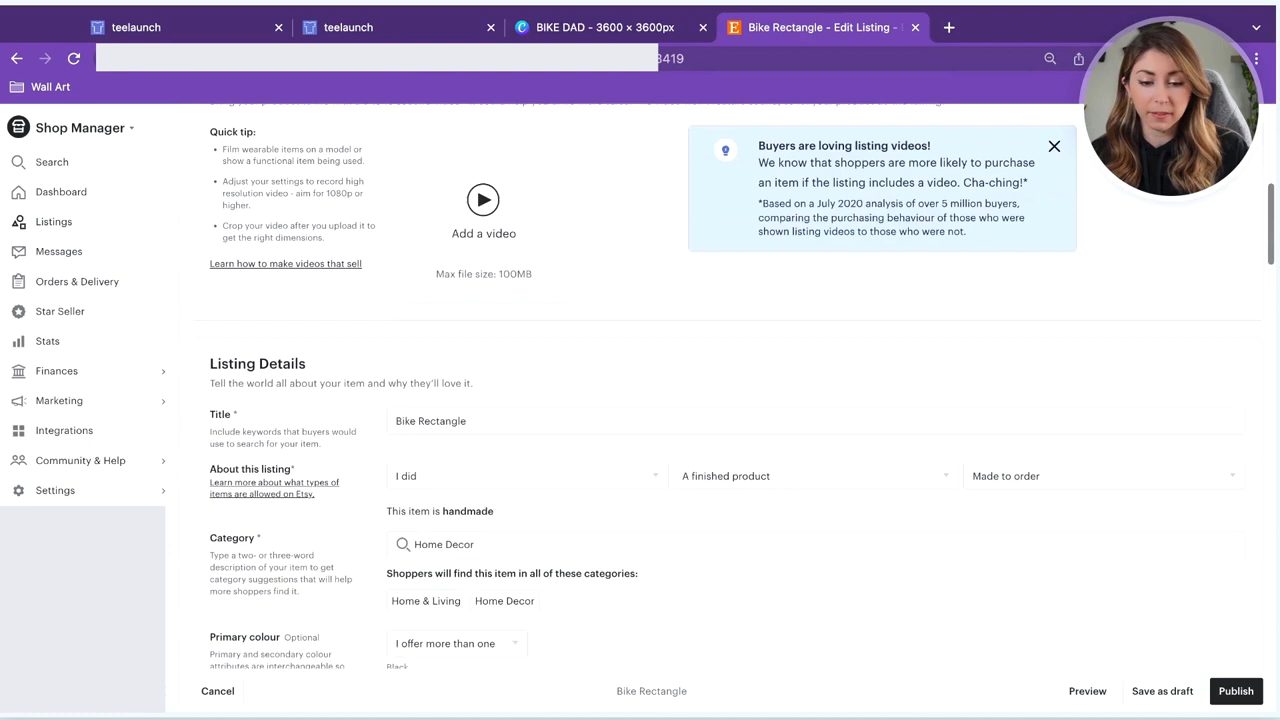 teelaunch
teelaunch
BIKE DAD - 3600 × 3600px
Bike Rectangle - Edit Listing -
3419
Wall Art
Shop Manager
Search
Dashboard
Listings
Messages
Orders & Delivery
Star Seller
Stats
Finances
Marketing
Integrations
Community & Help
Settings
Quick tip:
Film wearable items on a model or
show a functional item being used.
Adjust your settings to record high
resolution video - aim for 1080p or
higher.
Crop your video after you upload it to
get the right dimensions.
Learn how to make videos that sell
Add a video
Max file size: 100MB
Buyers are loving listing videos!
We know that shoppers are more likely to purchase
an item if the listing includes a video. Cha-ching!*
*Based on a July 2020 analysis of over 5 million buyers,
comparing the purchasing behaviour of those who were
shown listing videos to those who were not.
Listing Details
Tell the world all about your item and why they'll love it.
Title *
Include keywords that buyers would
use to search for your item.
Bike Rectangle
About this listing*
Learn more about what types of
items are allowed on Etsy.
I did
A finished product
Made to order
This item is handmade
Category *
Type a two- or three-word
description of your item to get
category suggestions that will help
more shoppers find it.
Home Decor
Shoppers will find this item in all of these categories:
Home & Living Home Decor
Primary colour Optional
Primary and secondary colour
attributes are interchangeable so
I offer more than one
Black
Cancel
Bike Rectangle
Preview
Save as draft
Publish